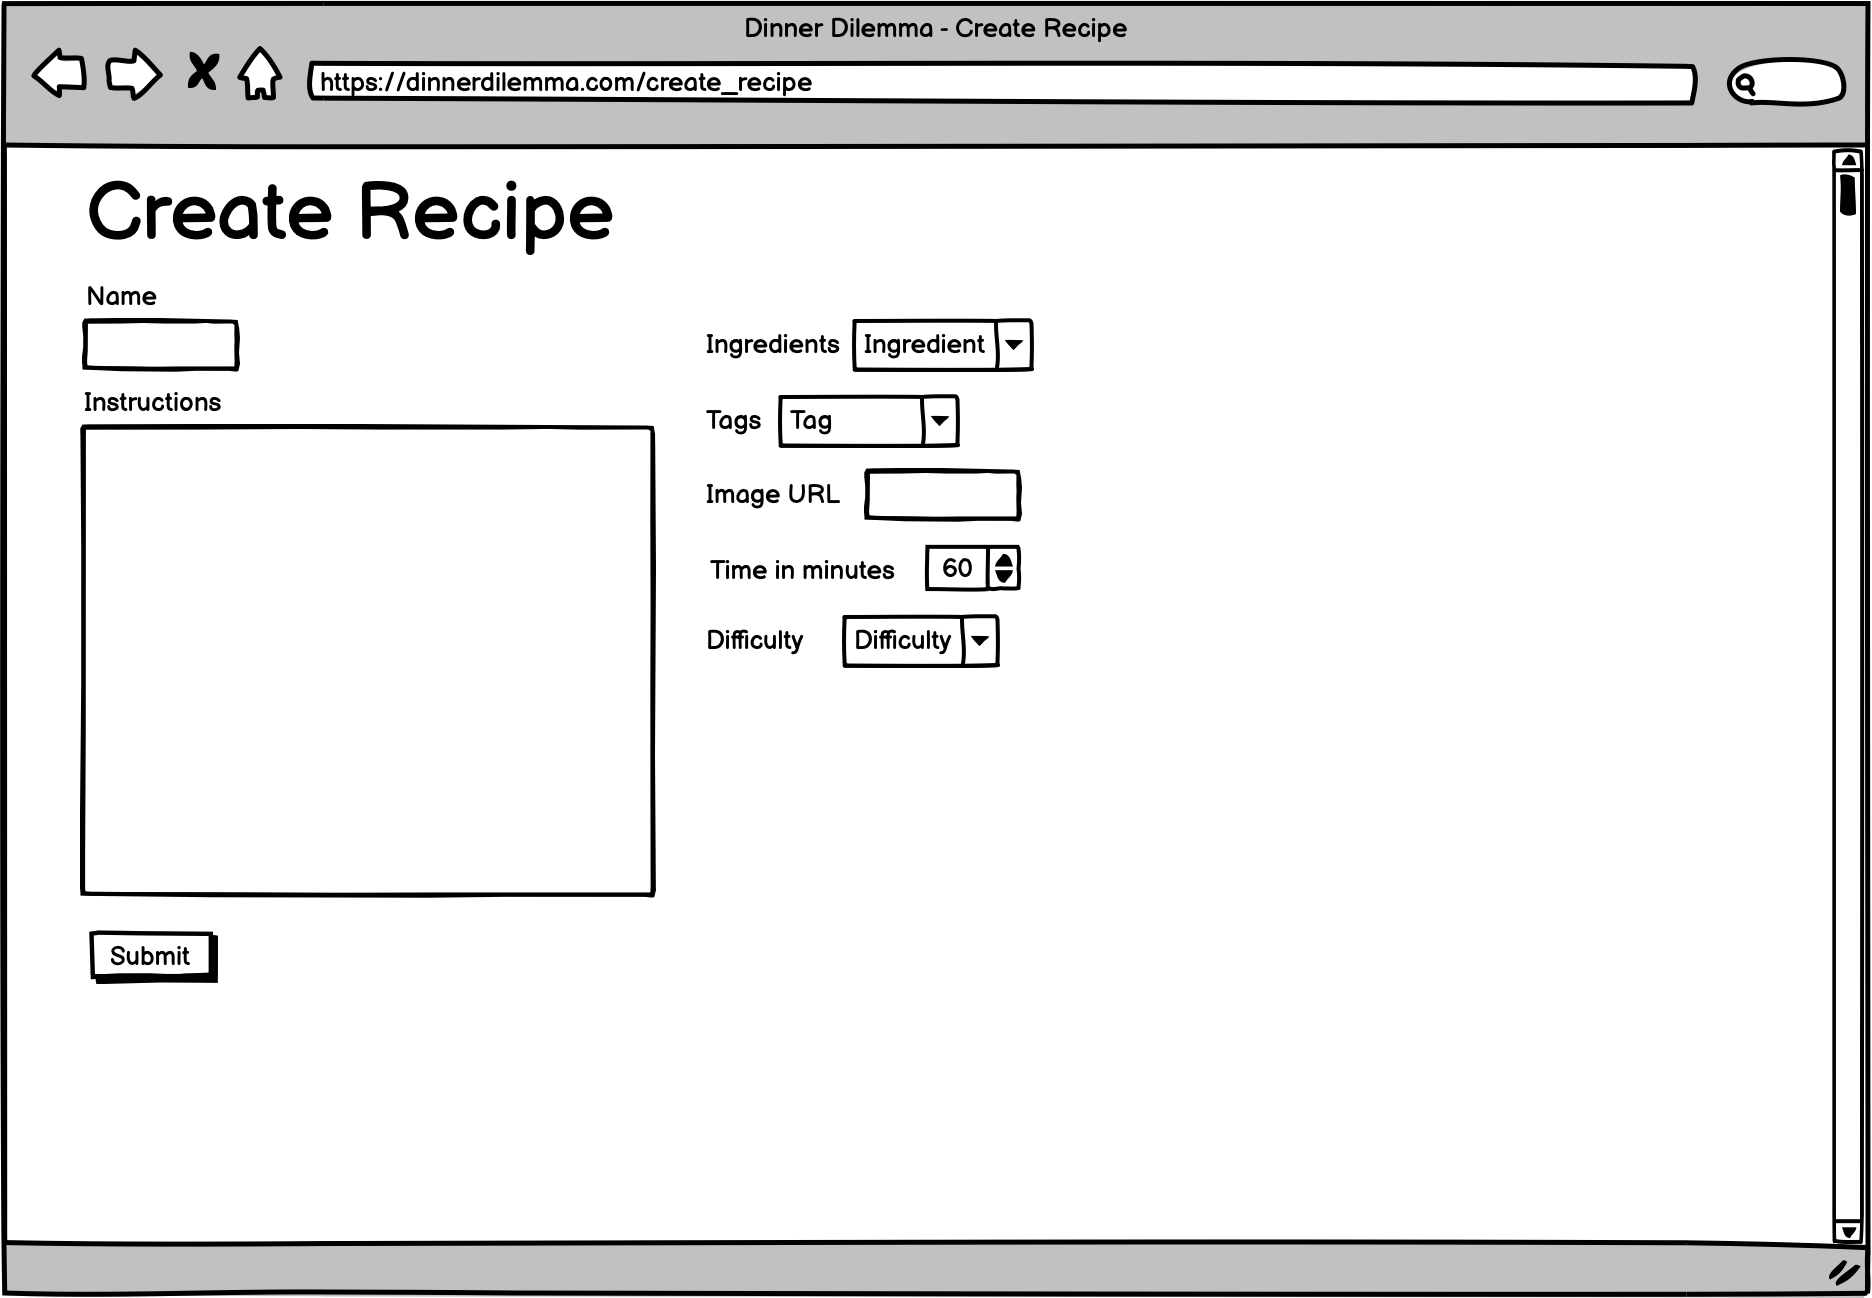 Dinner Dilemma - Create Recipe
https://dinnerdilemma.com/create_recipe
Create Recipe
Name
Instructions
Submit
Ingredients Ingredient
Tags Tag
Image URL
Time in minutes 60
Difficulty Difficulty